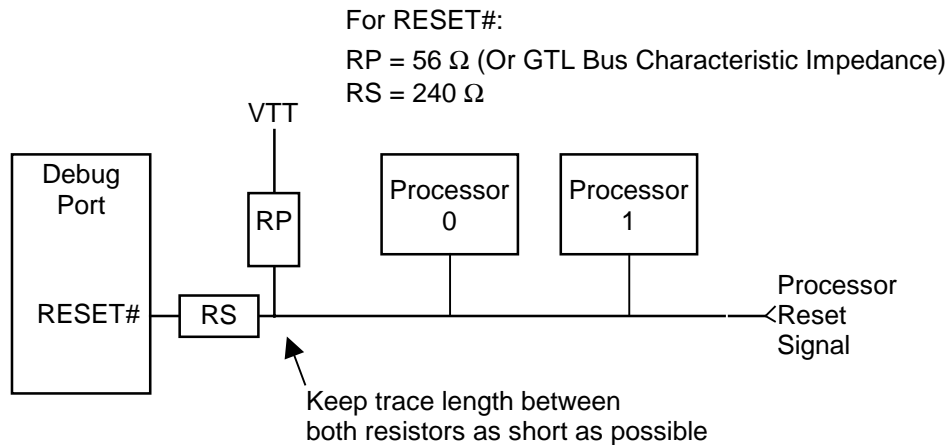 For RESET#:
RP = 56 Ω (Or GTL Bus Characteristic Impedance)
RS = 240 Ω
VTT
Debug
Port
RP
Processor
0
Processor
1
RESET#
RS
Processor
Reset
Signal
Keep trace length between
both resistors as short as possible